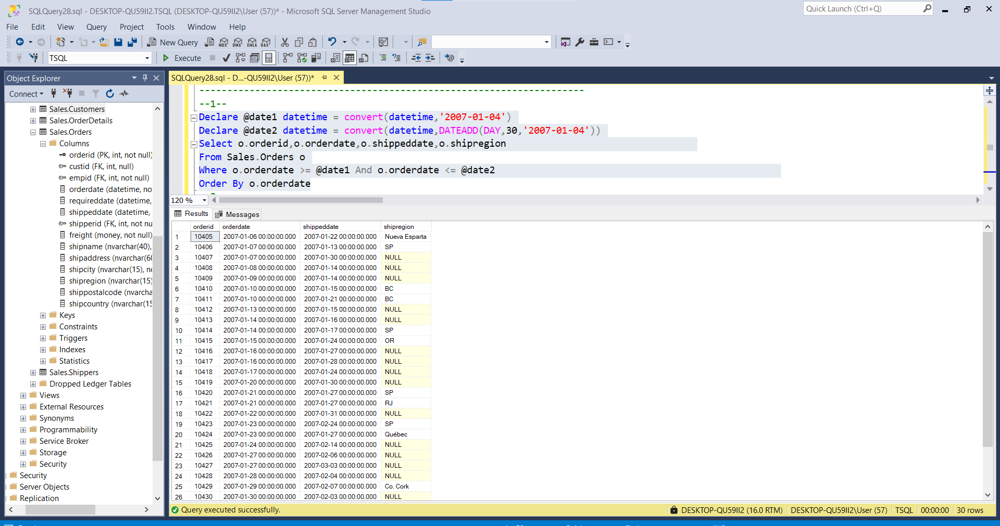 SQLQuery28.sql - DESKTOP-QU59II2.TSQL (DESKTOP-QU59II2\User (57))* - Microsoft SQL Server Management Studio
Quick Launch (Ctrl+Q)
File Edit View Query Project Tools Window Help
New Query
MDX DMX XMLA DAX
TSQL
Execute
Object Explorer
Connect
Sales.Customers
Sales.OrderDetails
Sales.Orders
Columns
orderid (PK, int, not null)
custid (FK, int, null)
empid (FK, int, not null)
orderdate (datetime, no
requireddate (datetime,
shippeddate (datetime,
shipperid (FK, int, not nu
freight (money, not null)
shipname (nvarchar(40),
shipaddress (nvarchar(60
shipcity (nvarchar(15), no
shipregion (nvarchar(15)
shippostalcode (nvarcha
shipcountry (nvarchar(15
Keys
Constraints
Triggers
Indexes
Statistics
Sales.Shippers
Dropped Ledger Tables
Views
External Resources
Synonyms
Programmability
Service Broker
Storage
Security
Security
Server Objects
Replication
SQLQuery28.sql - D...-QU59II2\User (57))*
----------------------------------------------------------------------
--1--
Declare @date1 datetime = convert(datetime,'2007-01-04')
Declare @date2 datetime = convert(datetime,DATEADD(DAY,30,'2007-01-04'))
Select o.orderid,o.orderdate,o.shippeddate,o.shipregion
From Sales.Orders o
Where o.orderdate >= @date1 And o.orderdate <= @date2
Order By o.orderdate
120 %
Results Messages
orderid orderdate shippeddate shipregion
1 10405 2007-01-06 00:00:00.000 2007-01-22 00:00:00.000 Nueva Esparta
2 10406 2007-01-07 00:00:00.000 2007-01-13 00:00:00.000 SP
3 10407 2007-01-07 00:00:00.000 2007-01-30 00:00:00.000 NULL
4 10408 2007-01-08 00:00:00.000 2007-01-14 00:00:00.000 NULL
5 10409 2007-01-09 00:00:00.000 2007-01-14 00:00:00.000 NULL
6 10410 2007-01-10 00:00:00.000 2007-01-15 00:00:00.000 BC
7 10411 2007-01-10 00:00:00.000 2007-01-21 00:00:00.000 BC
8 10412 2007-01-13 00:00:00.000 2007-01-15 00:00:00.000 NULL
9 10413 2007-01-14 00:00:00.000 2007-01-16 00:00:00.000 NULL
10 10414 2007-01-14 00:00:00.000 2007-01-17 00:00:00.000 SP
11 10415 2007-01-15 00:00:00.000 2007-01-24 00:00:00.000 OR
12 10416 2007-01-16 00:00:00.000 2007-01-27 00:00:00.000 NULL
13 10417 2007-01-16 00:00:00.000 2007-01-28 00:00:00.000 NULL
14 10418 2007-01-17 00:00:00.000 2007-01-24 00:00:00.000 NULL
15 10419 2007-01-20 00:00:00.000 2007-01-30 00:00:00.000 NULL
16 10420 2007-01-21 00:00:00.000 2007-01-27 00:00:00.000 SP
17 10421 2007-01-21 00:00:00.000 2007-01-27 00:00:00.000 RJ
18 10422 2007-01-22 00:00:00.000 2007-01-31 00:00:00.000 NULL
19 10423 2007-01-23 00:00:00.000 2007-02-24 00:00:00.000 SP
20 10424 2007-01-23 00:00:00.000 2007-01-27 00:00:00.000 Québec
21 10425 2007-01-24 00:00:00.000 2007-02-14 00:00:00.000 NULL
22 10426 2007-01-27 00:00:00.000 2007-02-06 00:00:00.000 NULL
23 10427 2007-01-27 00:00:00.000 2007-03-03 00:00:00.000 NULL
24 10428 2007-01-28 00:00:00.000 2007-02-04 00:00:00.000 NULL
25 10429 2007-01-29 00:00:00.000 2007-02-07 00:00:00.000 Co. Cork
26 10430 2007-01-30 00:00:00.000 2007-02-03 00:00:00.000 NULL
Query executed successfully.
DESKTOP-QU59II2 (16.0 RTM) DESKTOP-QU59II2\User (57) TSQL 00:00:00 30 rows